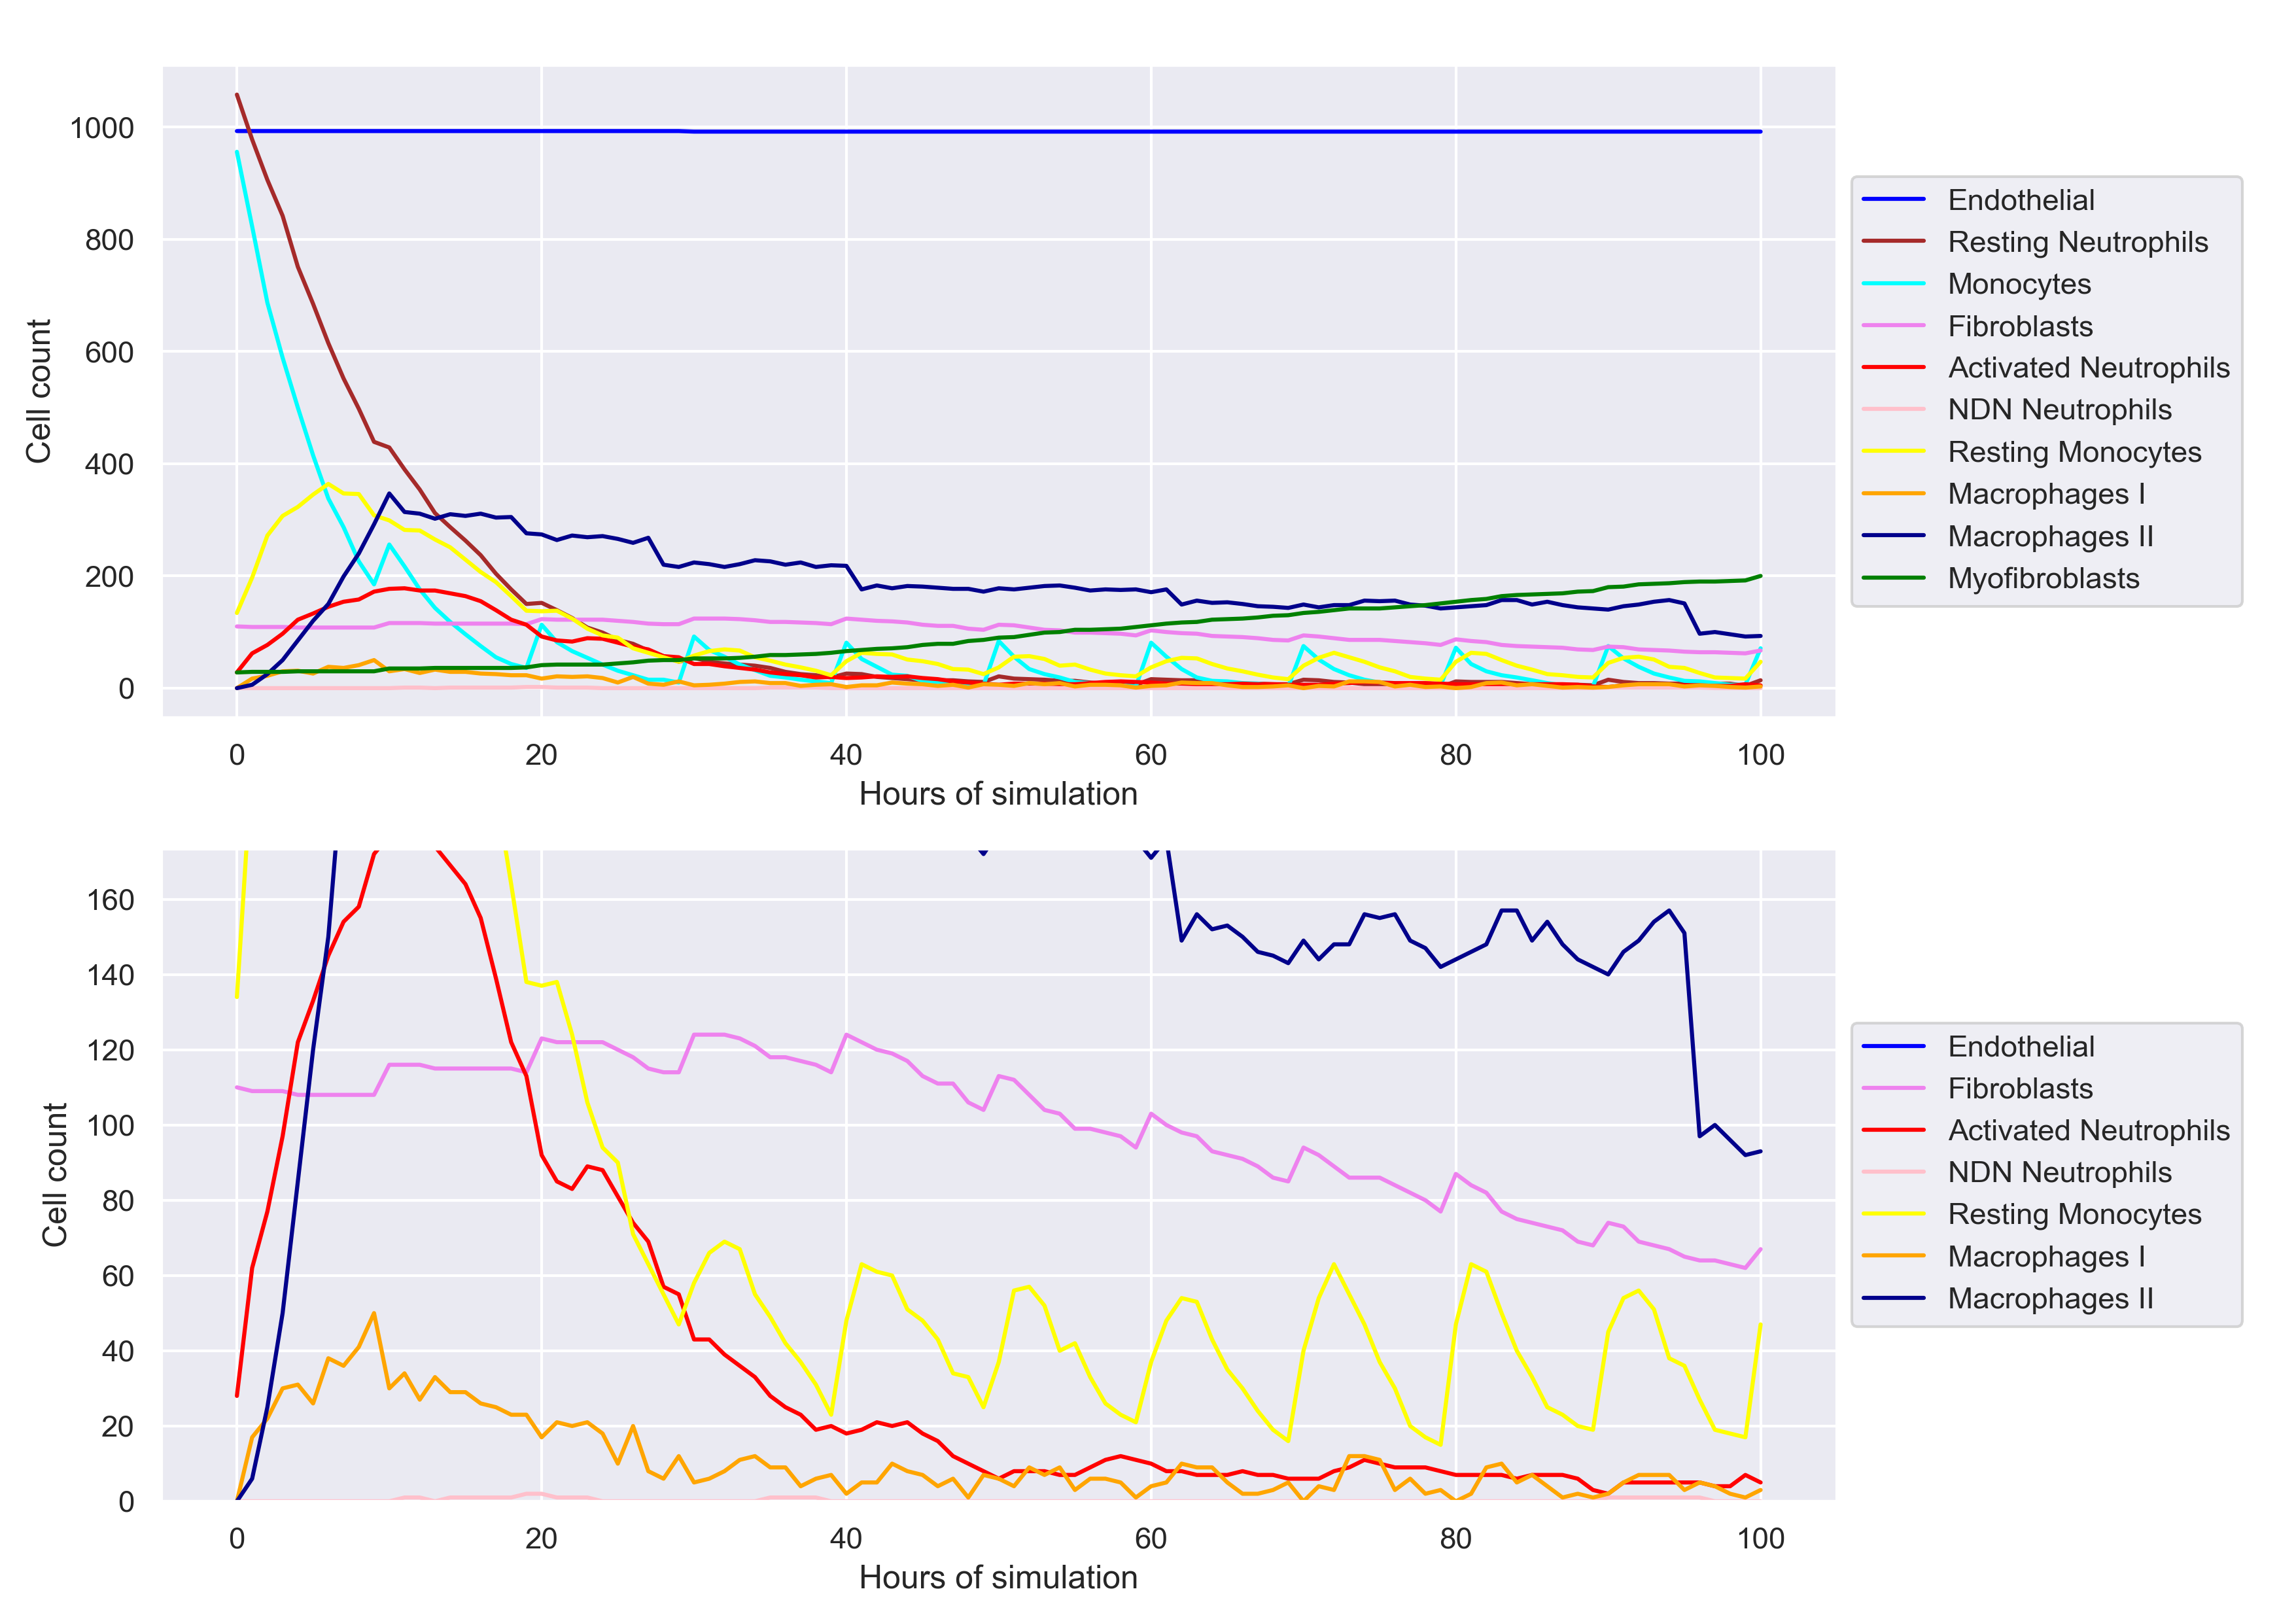 1000
800
600
400
200
0
Cell count
0 20 40 60 80 100
Hours of simulation
Endothelial
Resting Neutrophils
Monocytes
Fibroblasts
Activated Neutrophils
NDN Neutrophils
Resting Monocytes
Macrophages I
Macrophages II
Myofibroblasts
160
140
120
100
80
60
40
20
0
Cell count
0 20 40 60 80 100
Hours of simulation
Endothelial
Fibroblasts
Activated Neutrophils
NDN Neutrophils
Resting Monocytes
Macrophages I
Macrophages II